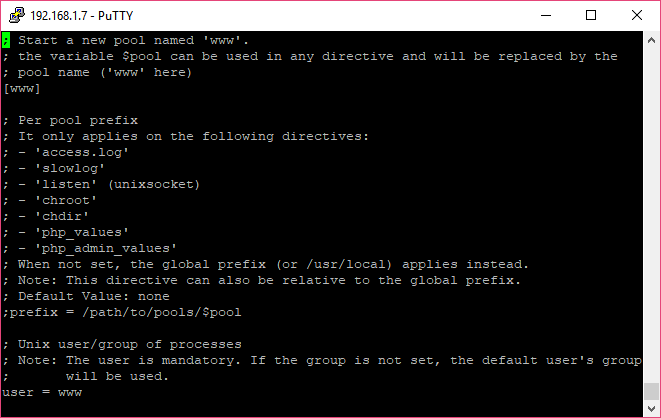 192.168.1.7 - PuTTY
; Start a new pool named 'www'.
; the variable $pool can be used in any directive and will be replaced by the
; pool name ('www' here)
[www]
; Per pool prefix
; It only applies on the following directives:
; - 'access.log'
; - 'slowlog'
; - 'listen' (unixsocket)
; - 'chroot'
; - 'chdir'
; - 'php_values'
; - 'php_admin_values'
; When not set, the global prefix (or /usr/local) applies instead.
; Note: This directive can also be relative to the global prefix.
; Default Value: none
;prefix = /path/to/pools/$pool
; Unix user/group of processes
; Note: The user is mandatory. If the group is not set, the default user's group
;       will be used.
user = www